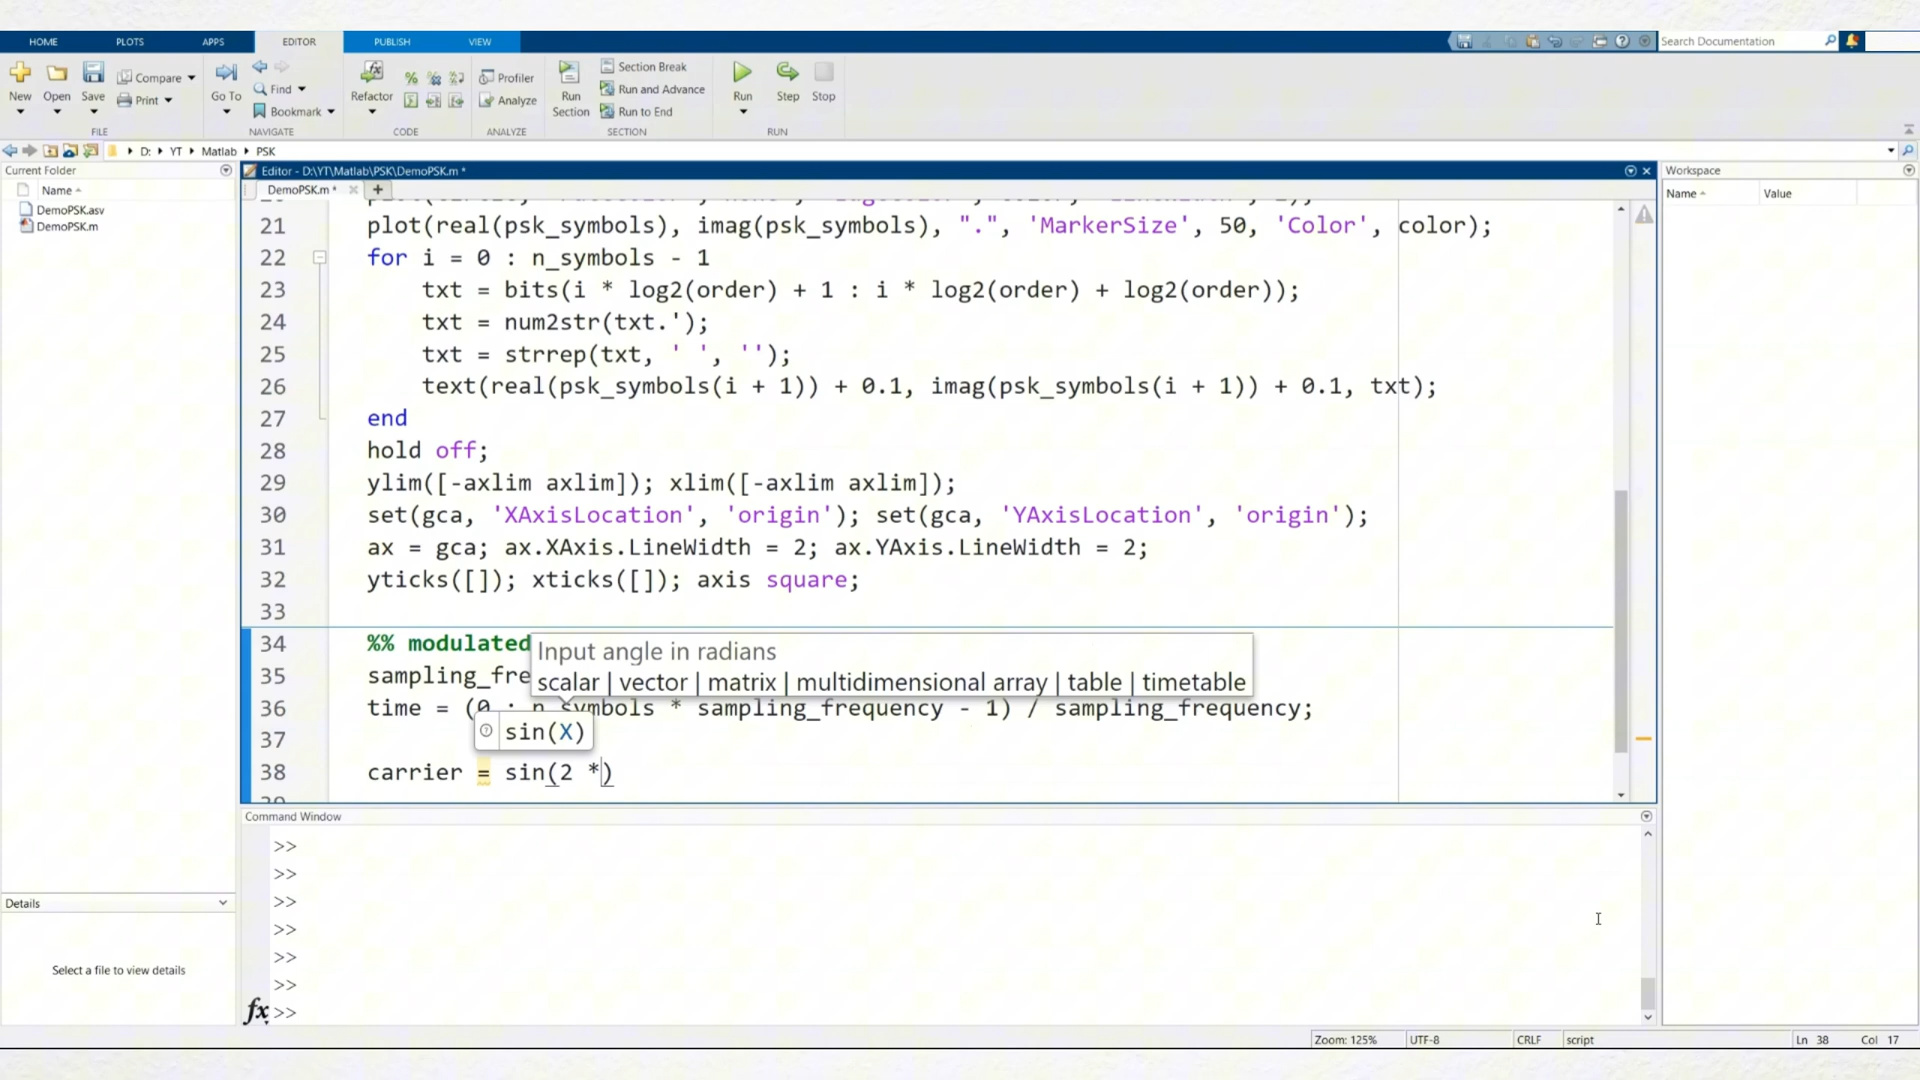 HOME PLOTS APPS EDITOR PUBLISH VIEW Search Documentation
New Open Save Compare Print Go To Find Bookmark Refactor Profiler Analyze Run Section Section Break Run and Advance Run to End Run Step Stop
FILE NAVIGATE CODE ANALYZE SECTION RUN
D: YT Matlab PSK
Current Folder
Name
DemoPSK.asv
DemoPSK.m
Editor - D:\YT\Matlab\PSK\DemoPSK.m *
DemoPSK.m *
21 plot(real(psk_symbols), imag(psk_symbols), ".", 'MarkerSize', 50, 'Color', color);
22 for i = 0 : n_symbols - 1
23 txt = bits(i * log2(order) + 1 : i * log2(order) + log2(order));
24 txt = num2str(txt.');
25 txt = strrep(txt, ' ', '');
26 text(real(psk_symbols(i + 1)) + 0.1, imag(psk_symbols(i + 1)) + 0.1, txt);
27 end
28 hold off;
29 ylim([-axlim axlim]); xlim([-axlim axlim]);
30 set(gca, 'XAxisLocation', 'origin'); set(gca, 'YAxisLocation', 'origin');
31 ax = gca; ax.XAxis.LineWidth = 2; ax.YAxis.LineWidth = 2;
32 yticks([]); xticks([]); axis square;
33
34 %% modulated
Input angle in radians
35 sampling_fre
scalar | vector | matrix | multidimensional array | table | timetable
36 time = (0 : n_symbols * sampling_frequency - 1) / sampling_frequency;
37
sin(X)
38 carrier = sin(2 *)
Command Window
>>
>>
>>
>>
>>
>>
fx >>
Details
Select a file to view details
Workspace
Name Value
Zoom: 125% UTF-8 CRLF script Ln 38 Col 17